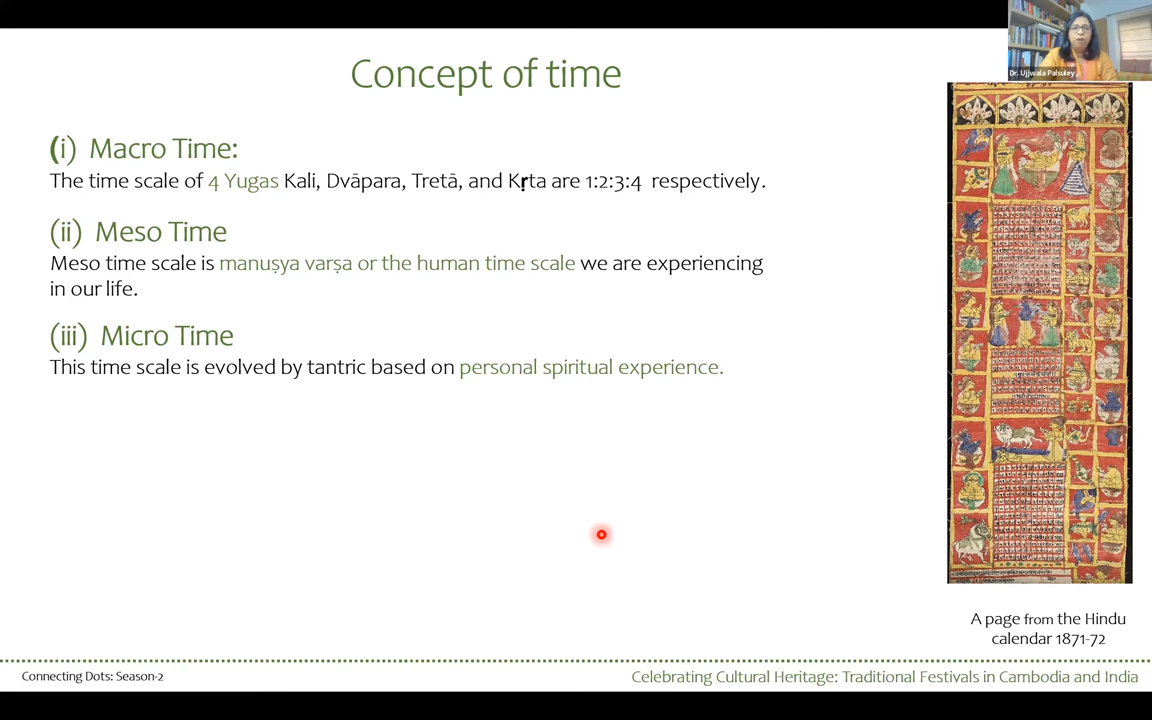 Dr. Ujjwala Palsuley
Concept of time
(i) Macro Time:
The time scale of 4 Yugas Kali, Dvāpara, Tretā, and Kṛta are 1:2:3:4 respectively.
(ii) Meso Time
Meso time scale is manuṣya varṣa or the human time scale we are experiencing
in our life.
(iii) Micro Time
This time scale is evolved by tantric based on personal spiritual experience.
A page from the Hindu
calendar 1871-72
Connecting Dots: Season-2
Celebrating Cultural Heritage: Traditional Festivals in Cambodia and India